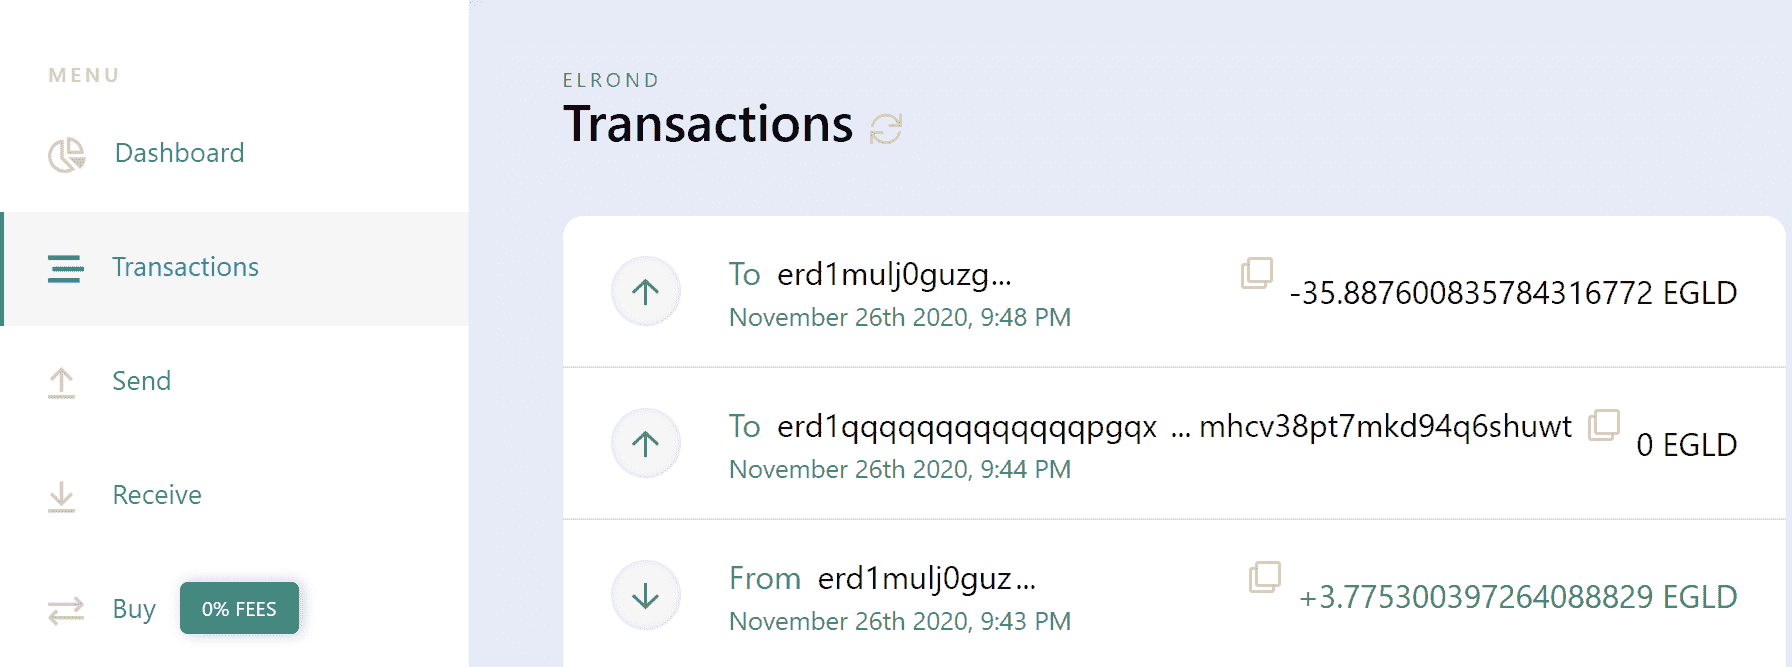 MENU
Dashboard
Transactions
Send
Receive
Buy 0% FEES
ELROND
Transactions
To erd1mulj0guzg...
November 26th 2020, 9:48 PM
-35.887600835784316772 EGLD
To erd1qqqqqqqqqqqqqpgqx ... mhcv38pt7mkd94q6shuwt
November 26th 2020, 9:44 PM
0 EGLD
From erd1mulj0guz...
November 26th 2020, 9:43 PM
+3.775300397264088829 EGLD